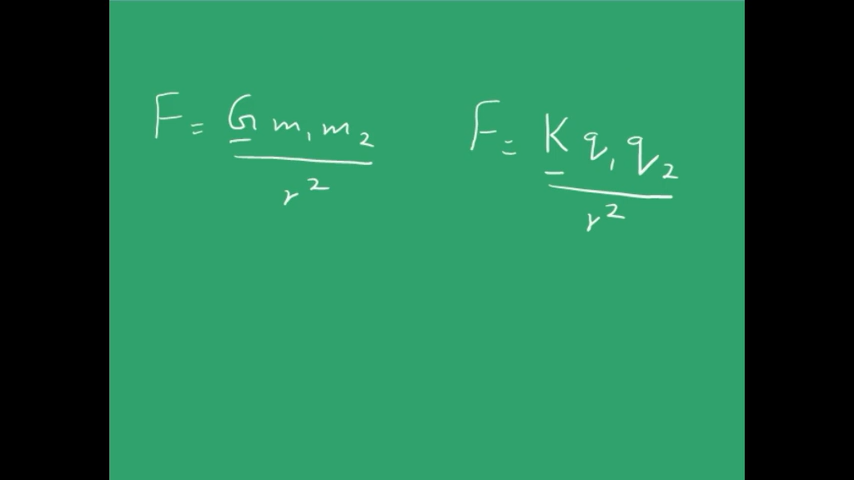 F = G m₁ m₂ / r²
F = K q₁ q₂ / r²